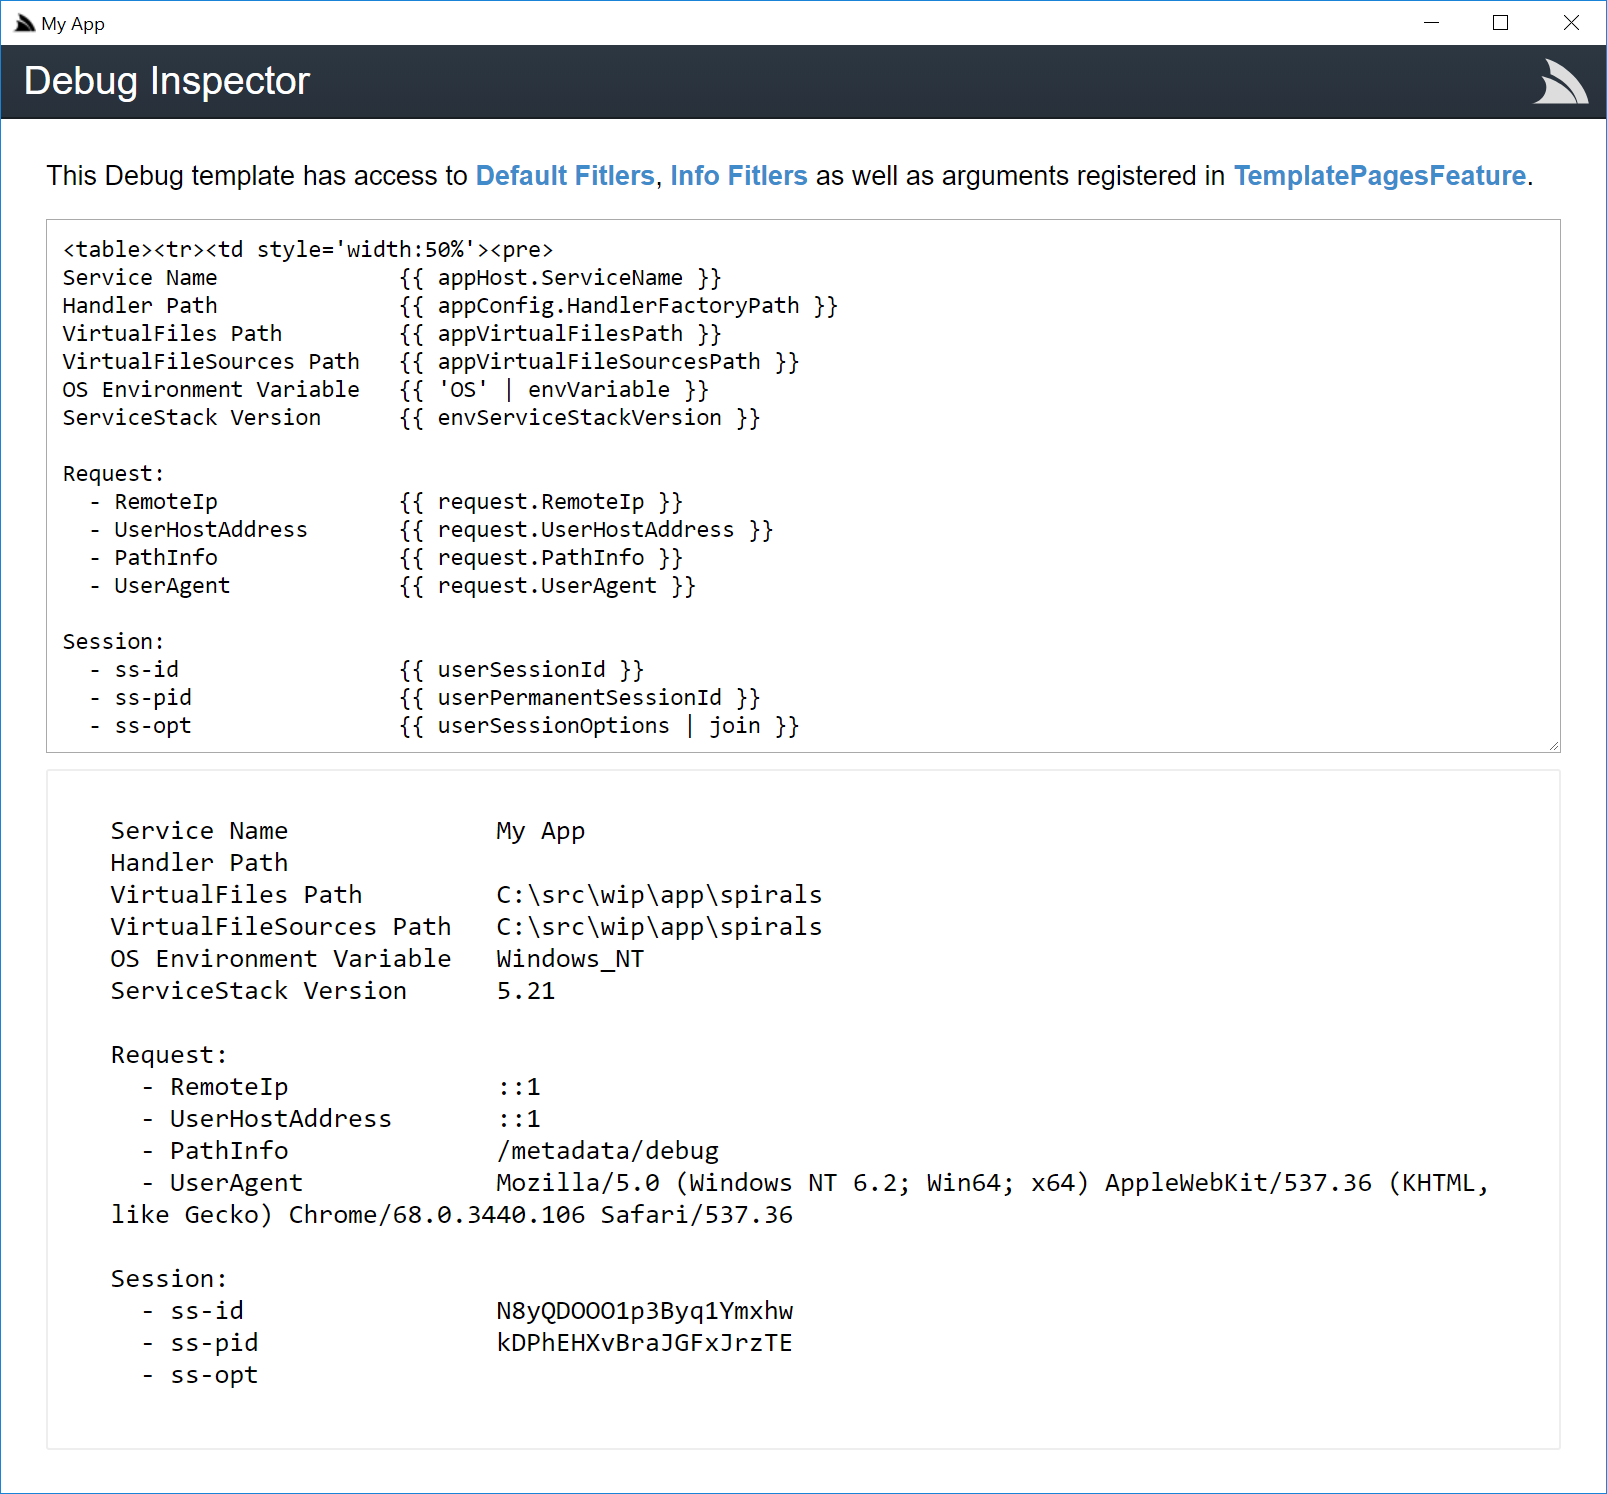 My App
Debug Inspector
This Debug template has access to Default Fitlers, Info Fitlers as well as arguments registered in TemplatePagesFeature.
<table><tr><td style='width:50%'><pre>
Service Name              {{ appHost.ServiceName }}
Handler Path              {{ appConfig.HandlerFactoryPath }}
VirtualFiles Path         {{ appVirtualFilesPath }}
VirtualFileSources Path   {{ appVirtualFileSourcesPath }}
OS Environment Variable   {{ 'OS' | envVariable }}
ServiceStack Version      {{ envServiceStackVersion }}
Request:
  - RemoteIp              {{ request.RemoteIp }}
  - UserHostAddress       {{ request.UserHostAddress }}
  - PathInfo              {{ request.PathInfo }}
  - UserAgent             {{ request.UserAgent }}
Session:
  - ss-id                 {{ userSessionId }}
  - ss-pid                {{ userPermanentSessionId }}
  - ss-opt                {{ userSessionOptions | join }}
Service Name              My App
Handler Path
VirtualFiles Path         C:\src\wip\app\spirals
VirtualFileSources Path   C:\src\wip\app\spirals
OS Environment Variable   Windows_NT
ServiceStack Version      5.21
Request:
  - RemoteIp              ::1
  - UserHostAddress       ::1
  - PathInfo              /metadata/debug
  - UserAgent             Mozilla/5.0 (Windows NT 6.2; Win64; x64) AppleWebKit/537.36 (KHTML,
like Gecko) Chrome/68.0.3440.106 Safari/537.36
Session:
  - ss-id                 N8yQDOOO1p3Byq1Ymxhw
  - ss-pid                kDPhEHXvBraJGFxJrzTE
  - ss-opt